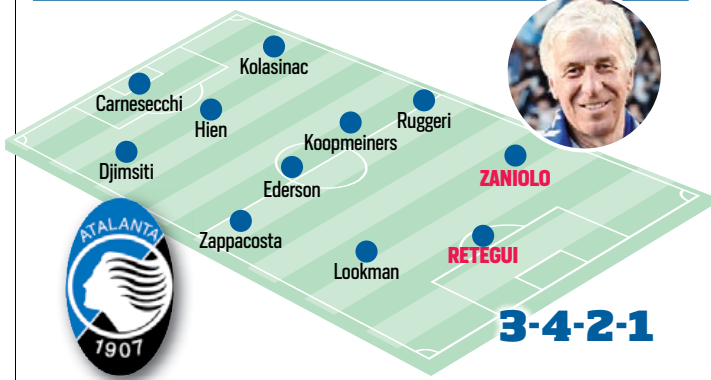 Kolasinac
Carnesecchi
Hien
Ruggeri
Koopmeiners
Djimsiti
ZANIOLO
Ederson
Zappacosta
RETEGUI
Lookman
ATALANTA
1907
3-4-2-1